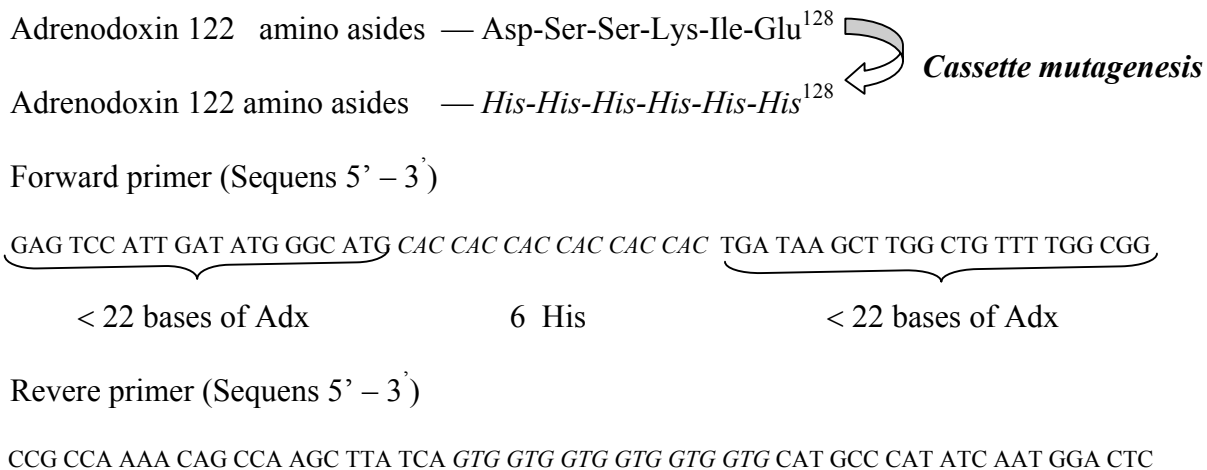 Adrenodoxin 122 amino asides — Asp-Ser-Ser-Lys-Ile-Glu¹²⁸
Cassette mutagenesis
Adrenodoxin 122 amino asides — His-His-His-His-His-His¹²⁸
Forward primer (Sequens 5’ – 3’)
GAG TCC ATT GAT ATG GGC ATG CAC CAC CAC CAC CAC CAC TGA TAA GCT TGG CTG TTT TGG CGG
< 22 bases of Adx 6 His < 22 bases of Adx
Revere primer (Sequens 5’ – 3’)
CCG CCA AAA CAG CCA AGC TTA TCA GTG GTG GTG GTG GTG GTG CAT GCC CAT ATC AAT GGA CTC